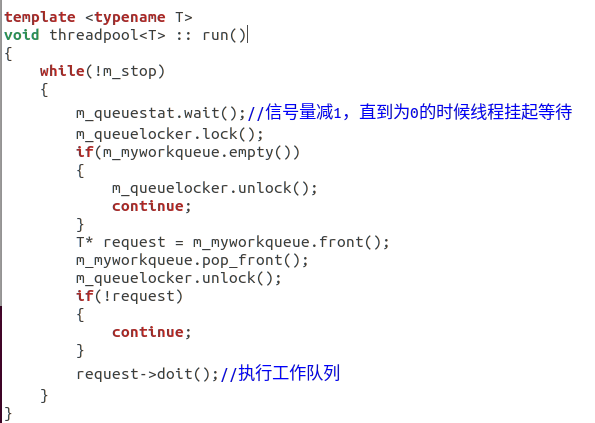 template <typename T>
void threadpool<T> :: run()
{
    while(!m_stop)
    {
        m_queuestat.wait();//信号量减1，直到为0的时候线程挂起等待
        m_queuelocker.lock();
        if(m_myworkqueue.empty())
        {
            m_queuelocker.unlock();
            continue;
        }
        T* request = m_myworkqueue.front();
        m_myworkqueue.pop_front();
        m_queuelocker.unlock();
        if(!request)
        {
            continue;
        }
        request->doit();//执行工作队列
    }
}